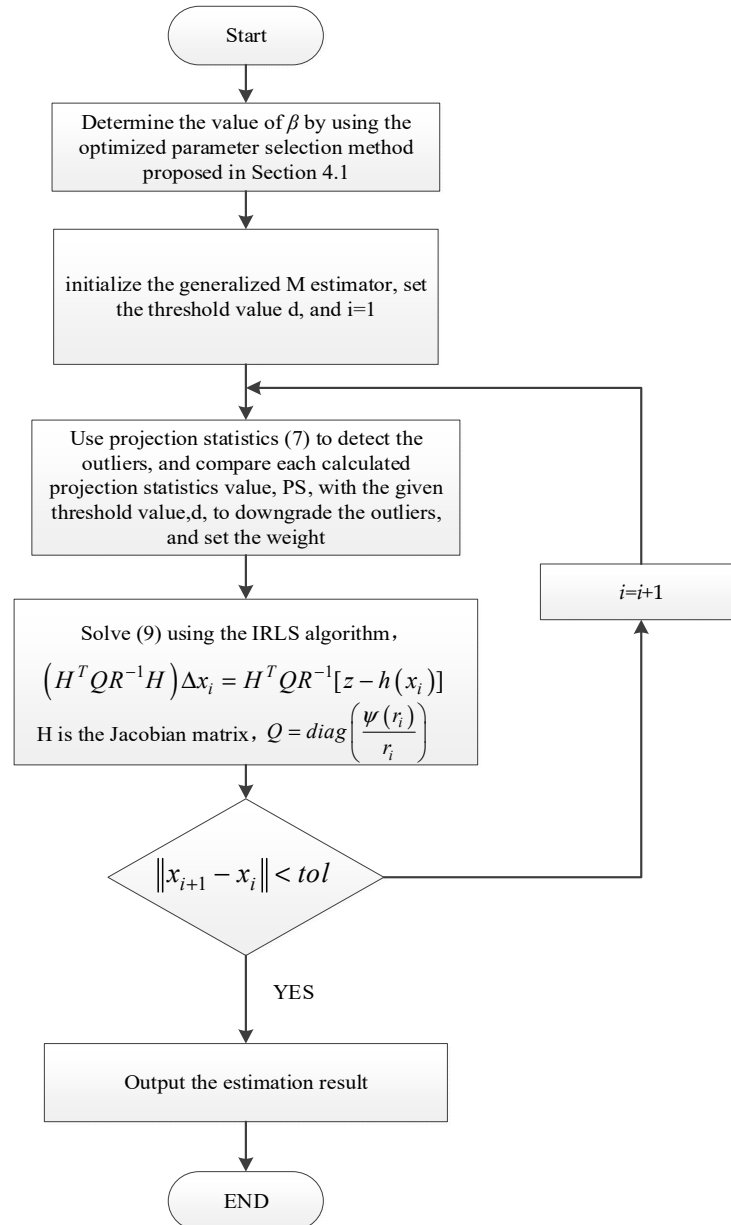 Start
Determine the value of β by using the
optimized parameter selection method
proposed in Section 4.1
initialize the generalized M estimator, set
the threshold value d, and i=1
Use projection statistics (7) to detect the
outliers, and compare each calculated
projection statistics value, PS, with the given
threshold value,d, to downgrade the outliers,
and set the weight
i=i+1
Solve (9) using the IRLS algorithm，
(H^T QR^{-1} H) Δx_i = H^T QR^{-1} [z − h(x_i)]
H is the Jacobian matrix，Q = diag(ψ(r_i)/r_i)
‖x_{i+1} − x_i‖ < tol
YES
Output the estimation result
END